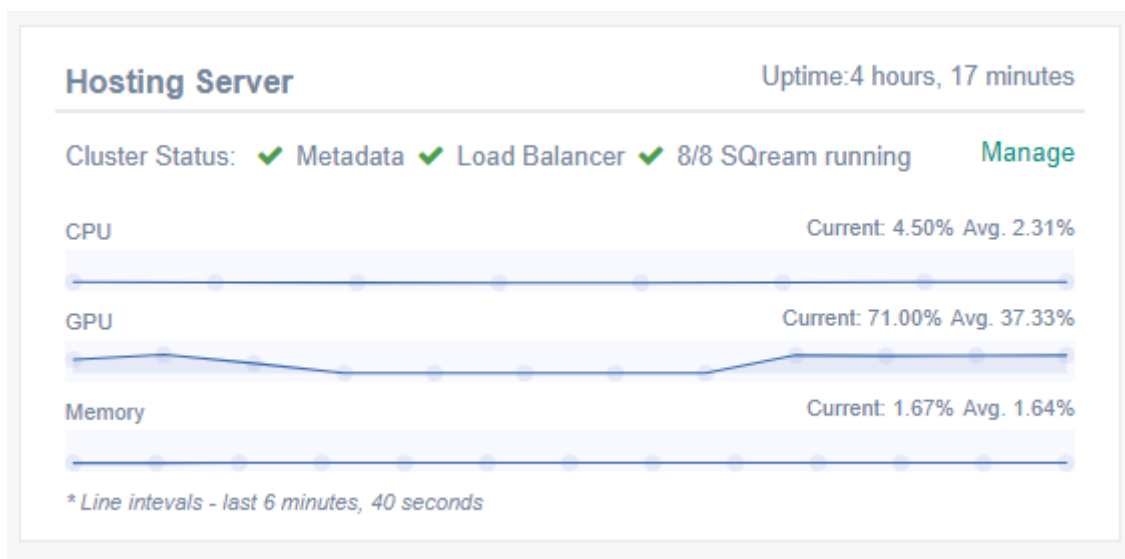 Hosting Server Uptime:4 hours, 17 minutes
Cluster Status: ✔ Metadata ✔ Load Balancer ✔ 8/8 SQream running Manage
CPU Current: 4.50% Avg. 2.31%
GPU Current: 71.00% Avg. 37.33%
Memory Current: 1.67% Avg. 1.64%
* Line intevals - last 6 minutes, 40 seconds